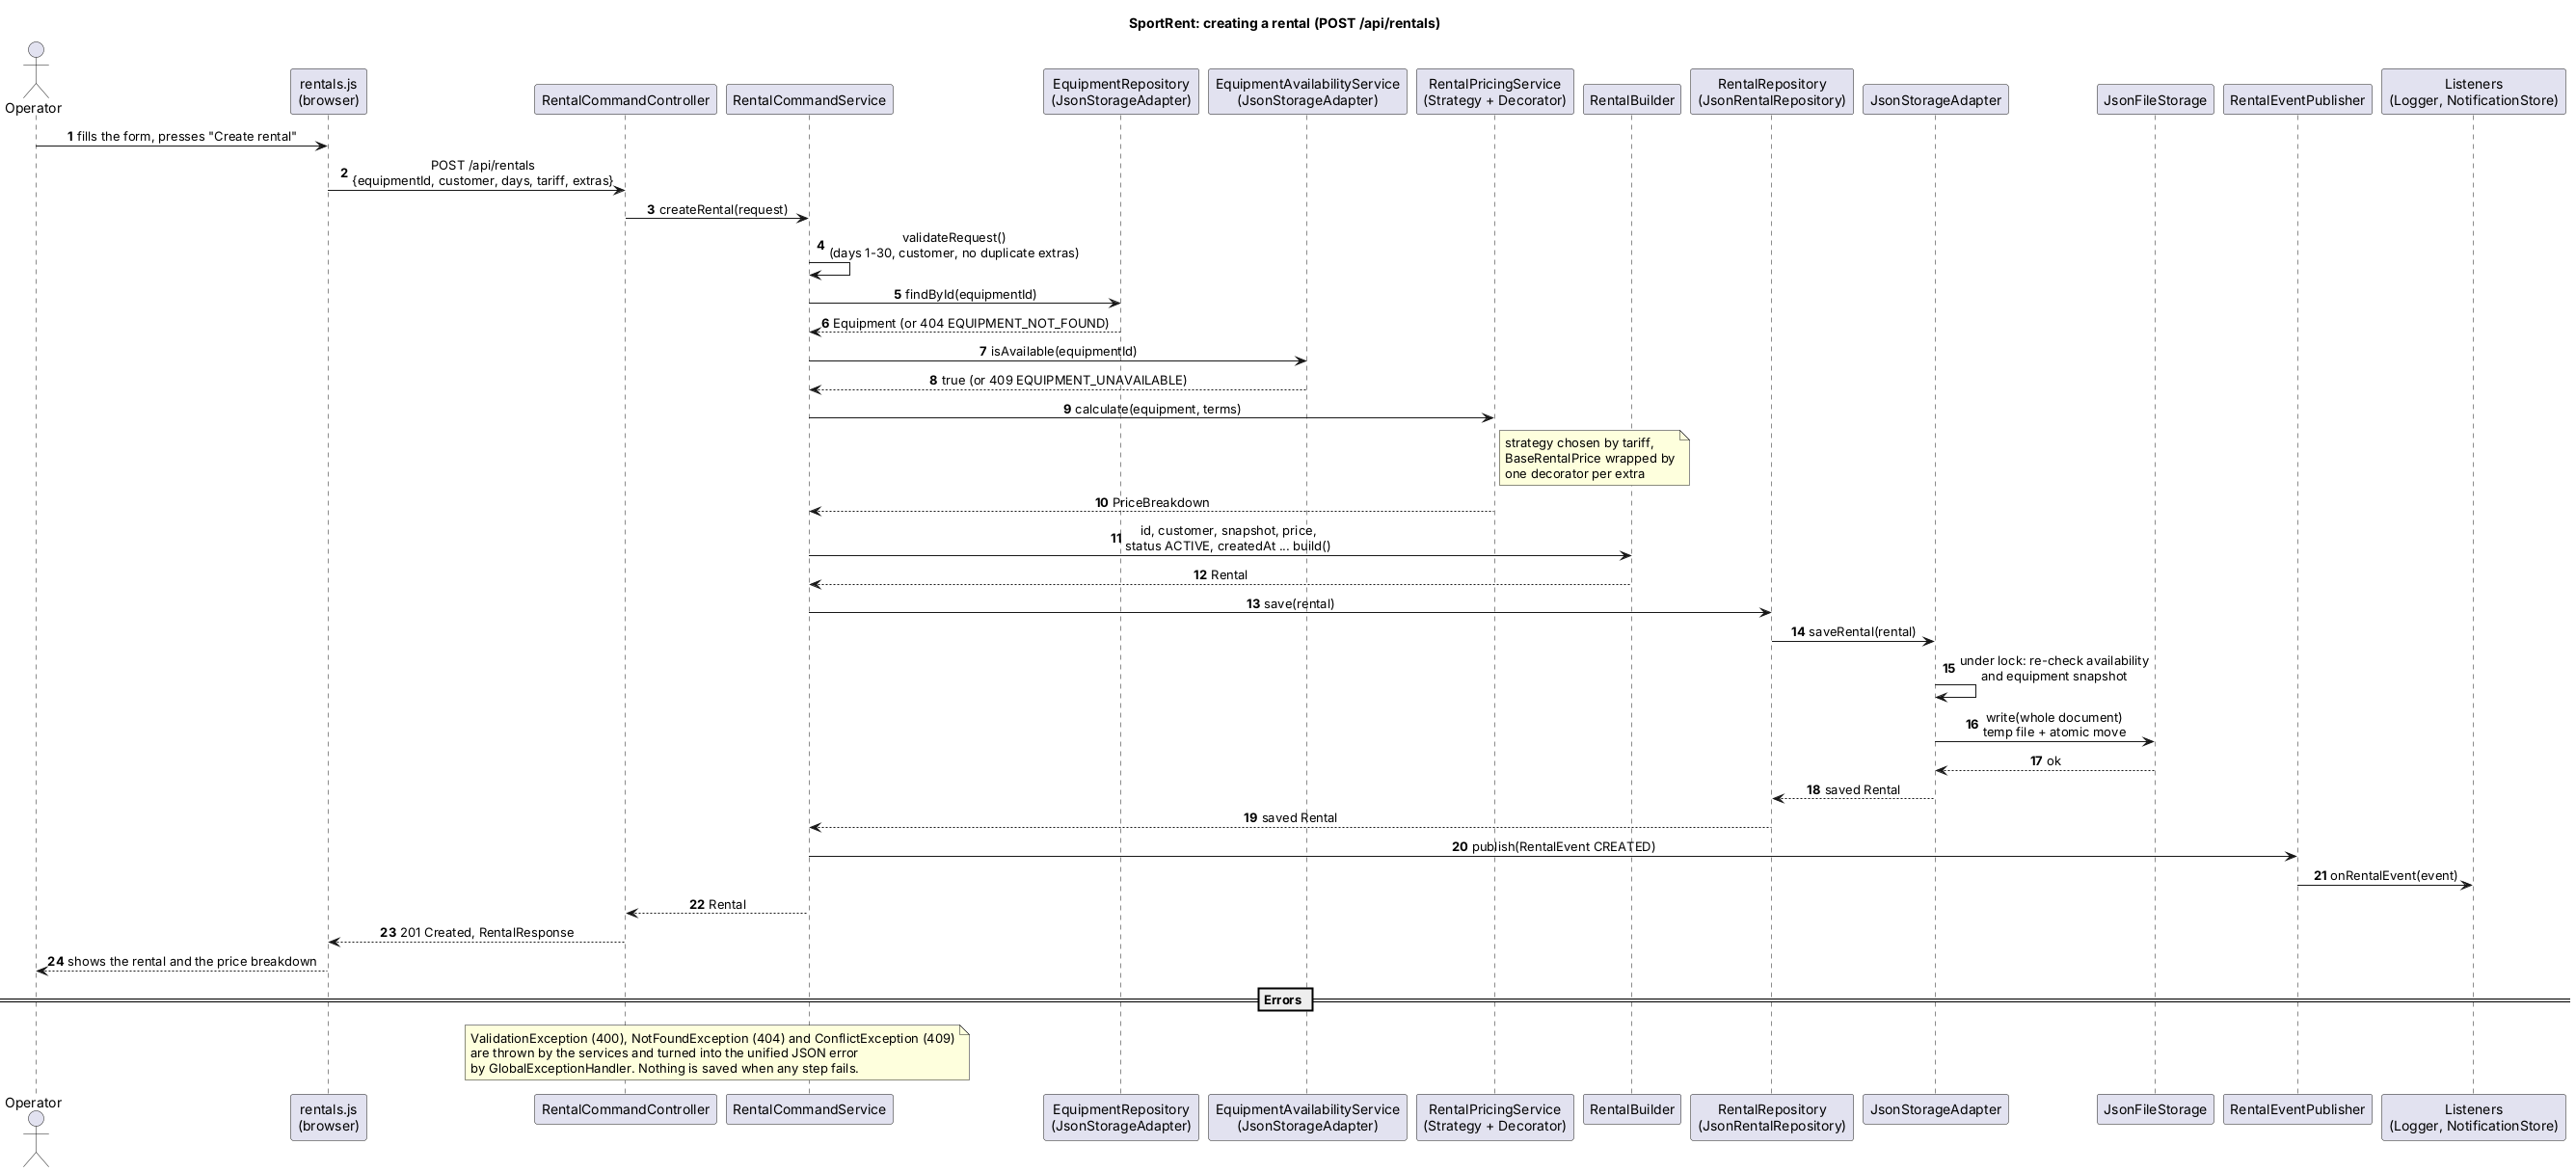 SportRent: creating a rental (POST /api/rentals)
Operator
rentals.js
(browser)
RentalCommandController
RentalCommandService
EquipmentRepository
(JsonStorageAdapter)
EquipmentAvailabilityService
(JsonStorageAdapter)
RentalPricingService
(Strategy + Decorator)
RentalBuilder
RentalRepository
(JsonRentalRepository)
JsonStorageAdapter
JsonFileStorage
RentalEventPublisher
Listeners
(Logger, NotificationStore)
1 fills the form, presses "Create rental"
2 POST /api/rentals
{equipmentId, customer, days, tariff, extras}
3 createRental(request)
4 validateRequest()
(days 1-30, customer, no duplicate extras)
5 findById(equipmentId)
6 Equipment (or 404 EQUIPMENT_NOT_FOUND)
7 isAvailable(equipmentId)
8 true (or 409 EQUIPMENT_UNAVAILABLE)
9 calculate(equipment, terms)
strategy chosen by tariff,
BaseRentalPrice wrapped by
one decorator per extra
10 PriceBreakdown
11 id, customer, snapshot, price,
status ACTIVE, createdAt ... build()
12 Rental
13 save(rental)
14 saveRental(rental)
15 under lock: re-check availability
and equipment snapshot
16 write(whole document)
temp file + atomic move
17 ok
18 saved Rental
19 saved Rental
20 publish(RentalEvent CREATED)
21 onRentalEvent(event)
22 Rental
23 201 Created, RentalResponse
24 shows the rental and the price breakdown
Errors
ValidationException (400), NotFoundException (404) and ConflictException (409)
are thrown by the services and turned into the unified JSON error
by GlobalExceptionHandler. Nothing is saved when any step fails.
Operator
rentals.js
(browser)
RentalCommandController
RentalCommandService
EquipmentRepository
(JsonStorageAdapter)
EquipmentAvailabilityService
(JsonStorageAdapter)
RentalPricingService
(Strategy + Decorator)
RentalBuilder
RentalRepository
(JsonRentalRepository)
JsonStorageAdapter
JsonFileStorage
RentalEventPublisher
Listeners
(Logger, NotificationStore)